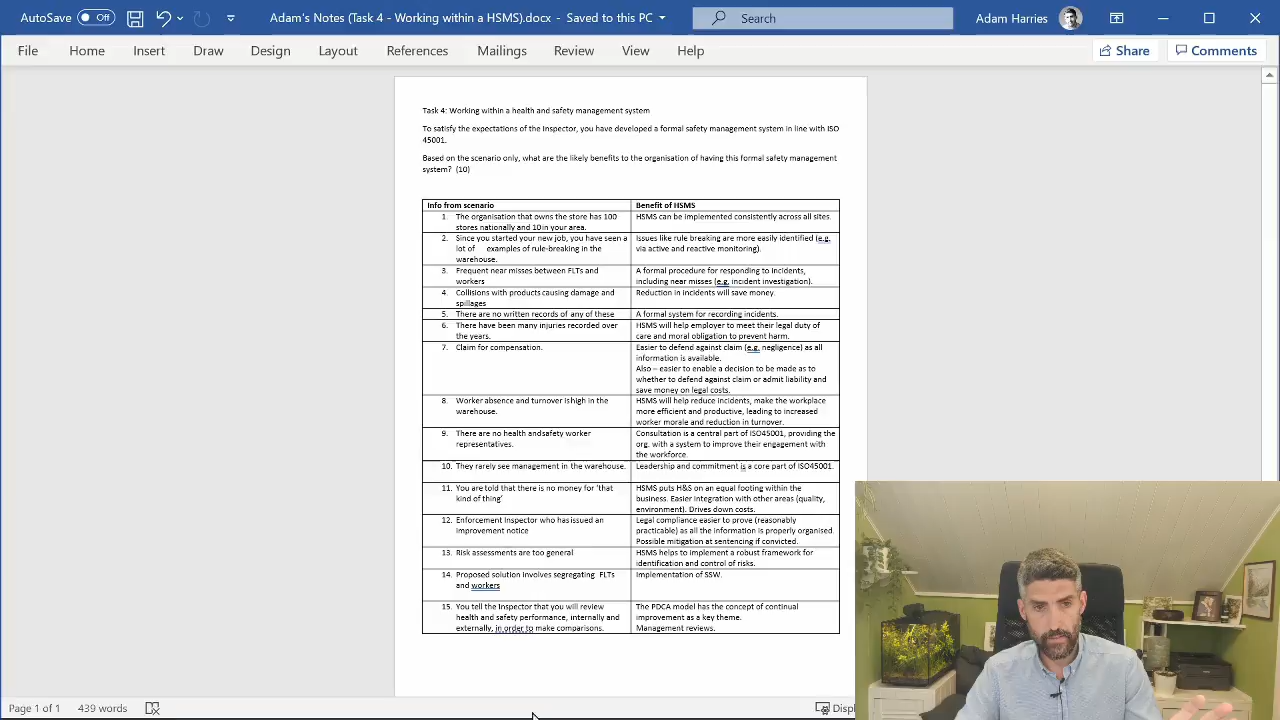 AutoSave Off Adam's Notes (Task 4 - Working within a HSMS).docx - Saved to this PC Search Adam Harries
File Home Insert Draw Design Layout References Mailings Review View Help Share Comments
Task 4: Working within a health and safety management system
To satisfy the expectations of the Inspector, you have developed a formal safety management system in line with ISO
45001.
Based on the scenario only, what are the likely benefits to the organisation of having this formal safety management
system? (10)
Info from scenario Benefit of HSMS
1. The organisation that owns the store has 100 HSMS can be implemented consistently across all sites.
stores nationally and 10 in your area.
2. Since you started your new job, you have seen a Issues like rule breaking are more easily identified (e.g.
lot of examples of rule-breaking in the via active and reactive monitoring).
warehouse.
3. Frequent near misses between FLTs and A formal procedure for responding to incidents,
workers including near misses (e.g. incident investigation).
4. Collisions with products causing damage and Reduction in incidents will save money.
spillages
5. There are no written records of any of these A formal system for recording incidents.
6. There have been many injuries recorded over HSMS will help employer to meet their legal duty of
the years. care and moral obligation to prevent harm.
7. Claim for compensation. Easier to defend against claim (e.g. negligence) as all
information is available.
Also – easier to enable a decision to be made as to
whether to defend against claim or admit liability and
save money on legal costs.
8. Worker absence and turnover is high in the HSMS will help reduce incidents, make the workplace
warehouse. more efficient and productive, leading to increased
worker morale and reduction in turnover.
9. There are no health and safety worker Consultation is a central part of ISO45001, providing the
representatives. org. with a system to improve their engagement with
the workforce.
10. They rarely see management in the warehouse. Leadership and commitment is a core part of ISO45001.
11. You are told that there is no money for 'that HSMS puts H&S on an equal footing within the
kind of thing' business. Easier integration with other areas (quality,
environment). Drives down costs.
12. Enforcement Inspector who has issued an Legal compliance easier to prove (reasonably
improvement notice practicable) as all the information is properly organised.
Possible mitigation at sentencing if convicted.
13. Risk assessments are too general HSMS helps to implement a robust framework for
identification and control of risks.
14. Proposed solution involves segregating FLTs Implementation of SSW.
and workers
15. You tell the Inspector that you will review The PDCA model has the concept of continual
health and safety performance, internally and improvement as a key theme.
externally, in order to make comparisons. Management reviews.
Page 1 of 1 439 words Displ